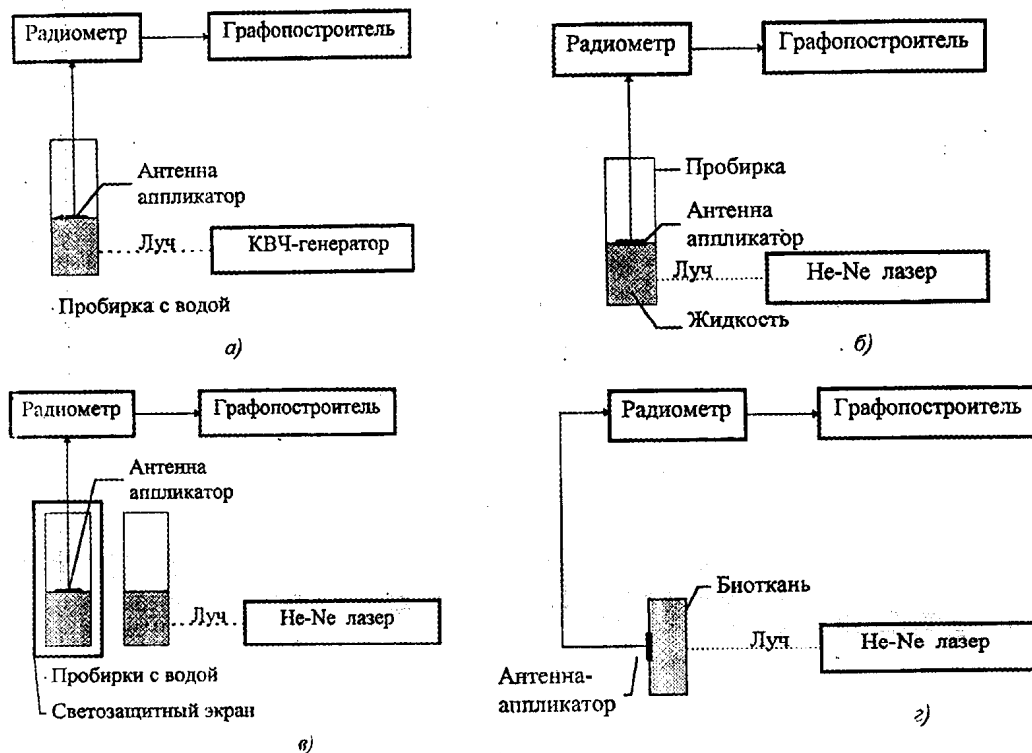 Радиометр
Графопостроитель
Антенна
аппликатор
Луч
КВЧ-генератор
Пробирка с водой
а)
Радиометр
Графопостроитель
Пробирка
Антенна
аппликатор
Луч
He-Ne лазер
Жидкость
б)
Радиометр
Графопостроитель
Антенна
аппликатор
Луч
He-Ne лазер
Пробирки с водой
Светозащитный экран
в)
Радиометр
Графопостроитель
Биоткань
Луч
He-Ne лазер
Антенна-
аппликатор
г)